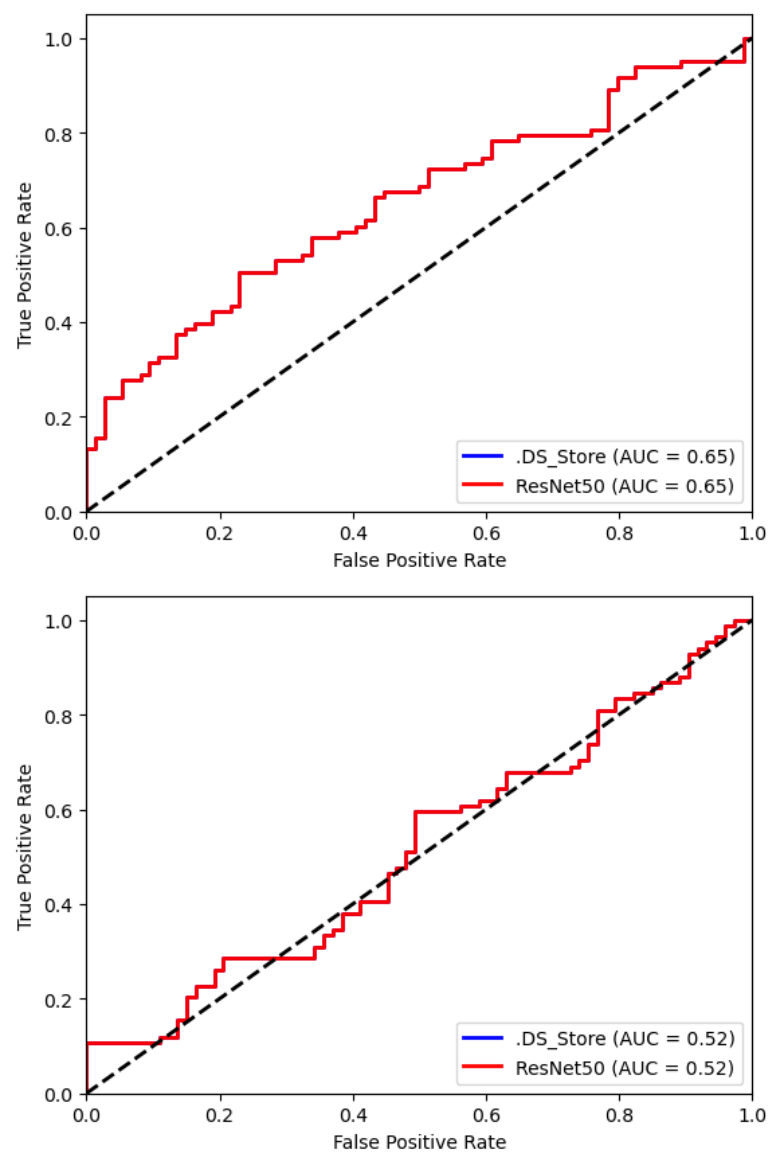 1.0
0.8
0.6
0.4
0.2
0.0
True Positive Rate
.DS_Store (AUC = 0.65)
ResNet50 (AUC = 0.65)
0.0 0.2 0.4 0.6 0.8 1.0
False Positive Rate
1.0
0.8
0.6
0.4
0.2
0.0
True Positive Rate
.DS_Store (AUC = 0.52)
ResNet50 (AUC = 0.52)
0.0 0.2 0.4 0.6 0.8 1.0
False Positive Rate